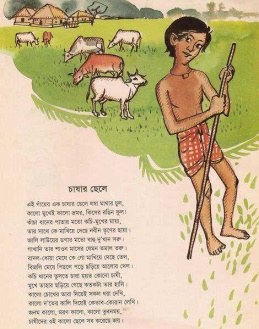 চাষার ছেলে
এই গাঁয়ের এক চাষার ছেলে লম্বা মাথার চুল,
কালো মুখেই কালো ভ্রমর, কিসের রঙিন ফুল!
কাঁচা ধানের পাতার মতো কচি-মুখের মায়া,
তার সাথে কে মাখিয়ে দেছে নবীন তৃণের ছায়া।
জালি লাউয়ের ডগার মতো বাহু দু'খান সরু।
গা খানি তার শাওন মাসের যেমন তমাল তরু।
বাদল-ধোয়া মেঘে কে গো মাখিয়ে দেছে তেল,
বিজলি মেয়ে পিছলে পড়ে ছড়িয়ে আলোর খেল।
কচি ধানের তুলতে চারা হয়ত কোনো চাষী,
মুখে তাহার ছড়িয়ে গেছে কতকটা তার হাসি।
কালো চোখের তারা দিয়েই সকল ধরা দেখি,
কালো দ'তের কালি দিয়েই কেতাব-কোরান লেখি।
জনম কালো, মরণ কালো, কালো ভুবনময়;
চাষীদের ওই কালো ছেলে সব করেছে জয়।